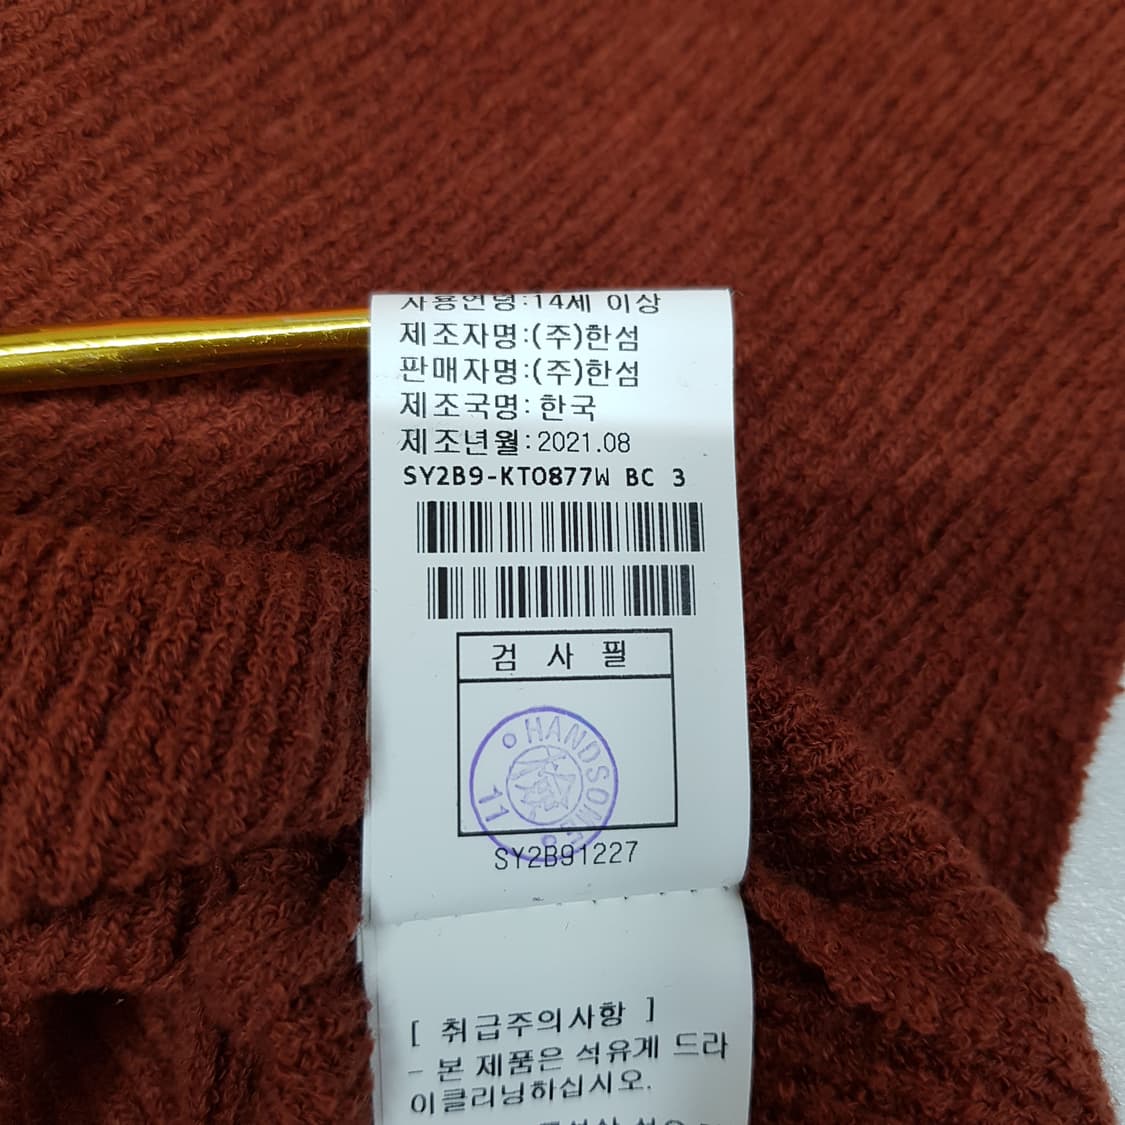 사용연령:14세 이상
제조자명:(주)한섬
판매자명:(주)한섬
제조국명: 한국
제조년월:2021.08
SY2B9-KTO877W BC 3
검 사 필
HANDSOME
11
SY2B91227
[ 취급주의사항 ]
- 본 제품은 석유계 드라
이클리닝하십시오.